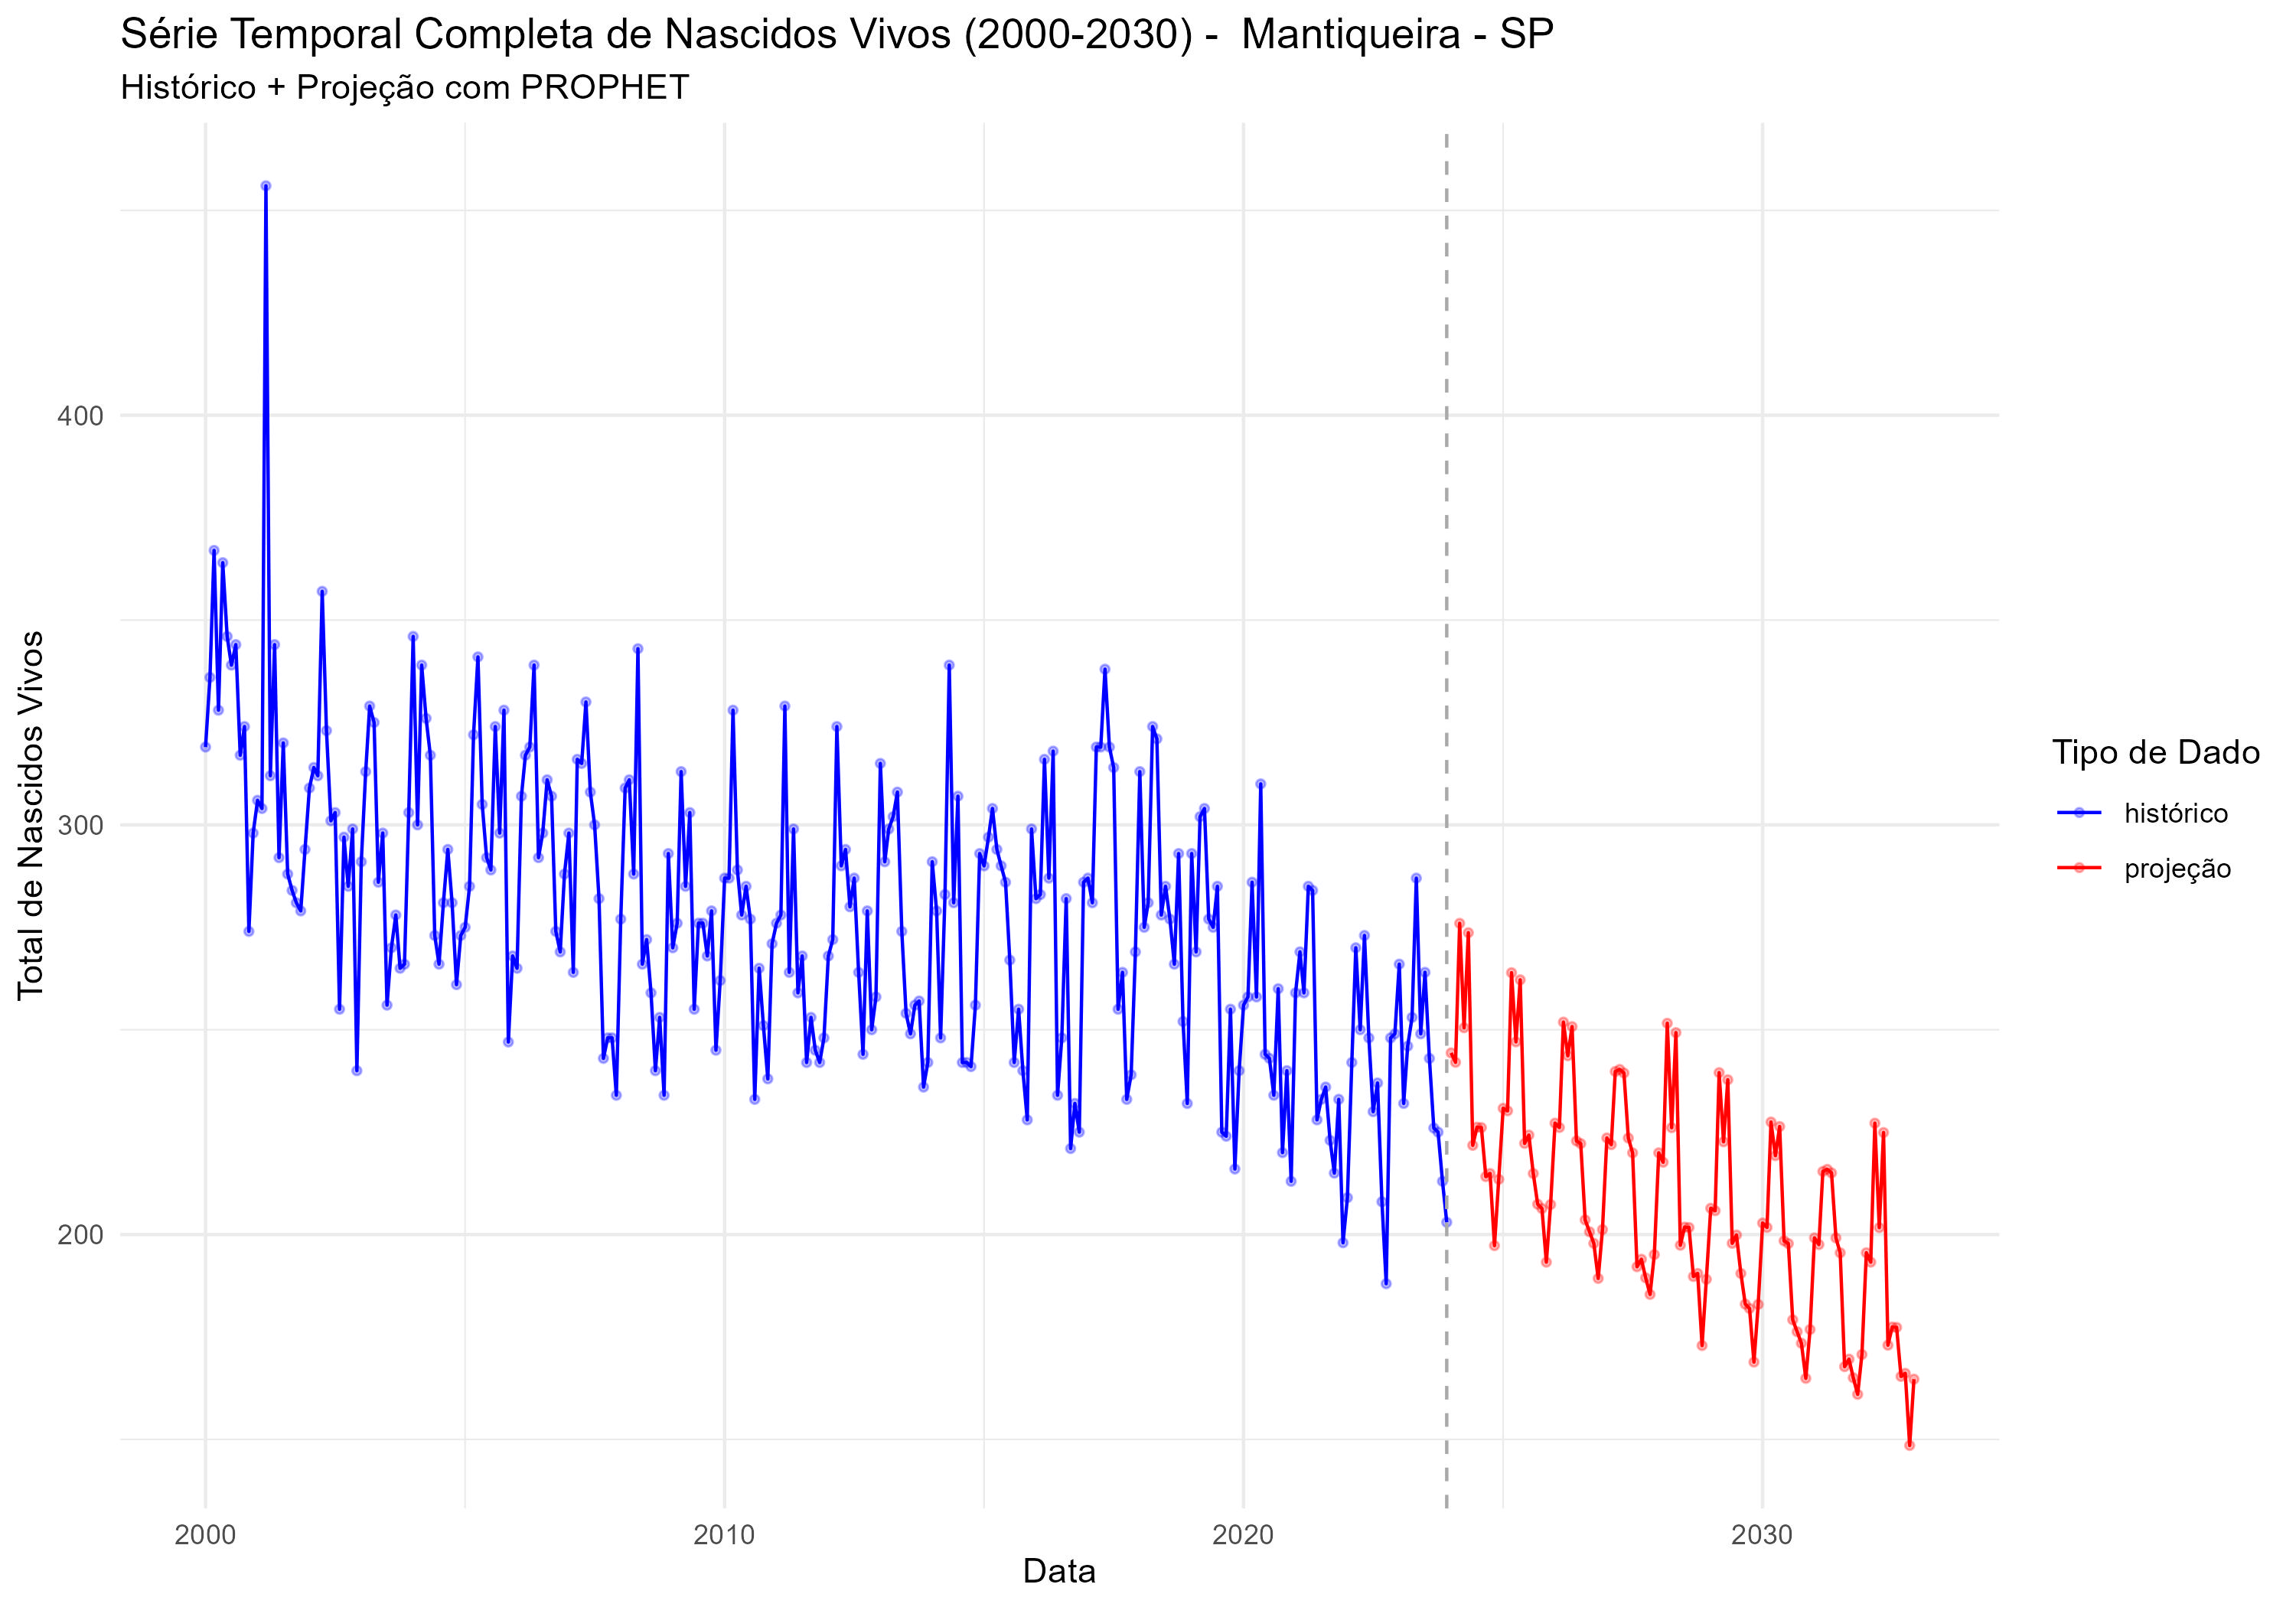 Série Temporal Completa de Nascidos Vivos (2000-2030) -  Mantiqueira - SP
Histórico + Projeção com PROPHET
Total de Nascidos Vivos
400
300
200
2000
2010
2020
2030
Data
Tipo de Dado
histórico
projeção